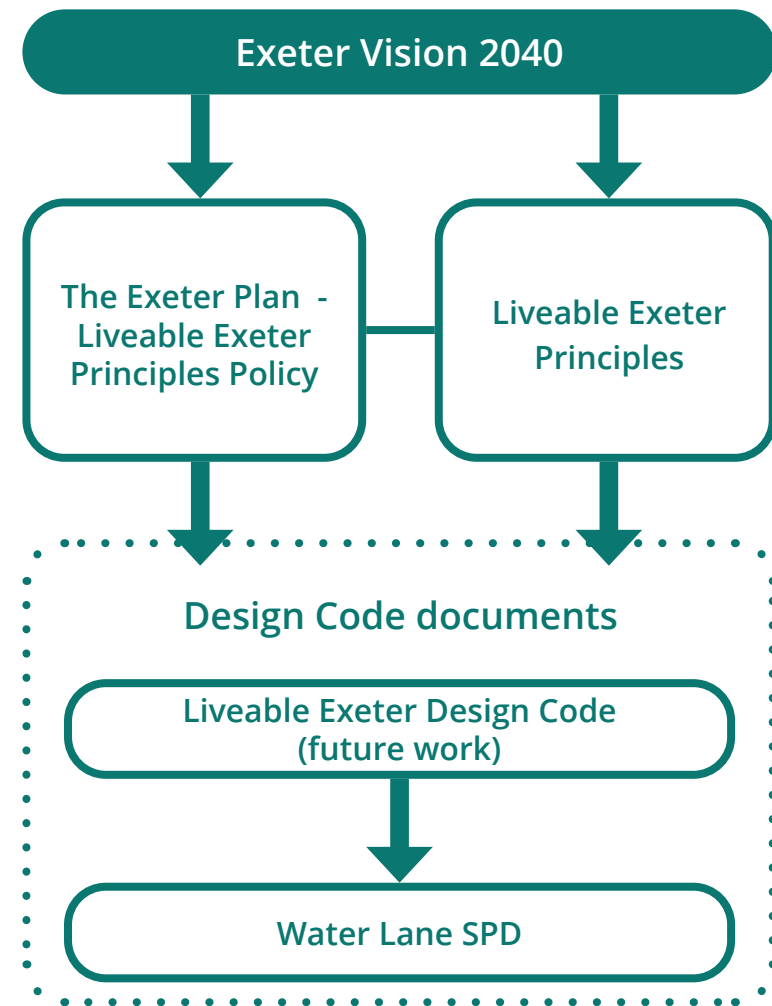 Exeter Vision 2040
The Exeter Plan  -
Liveable Exeter
Principles Policy
Liveable Exeter
Principles
Design Code documents
Liveable Exeter Design Code
(future work)
Water Lane SPD